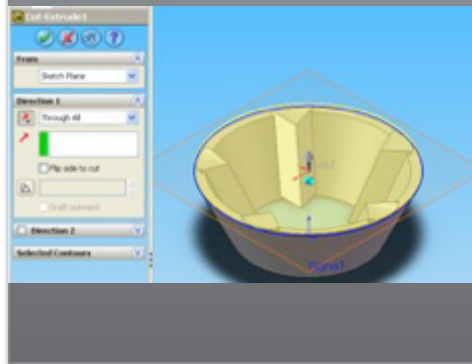 Cut-Extrude1
From
Sketch Plane
Direction 1
Through All
Flip side to cut
Draft outward
Direction 2
Selected Contours
Plane1